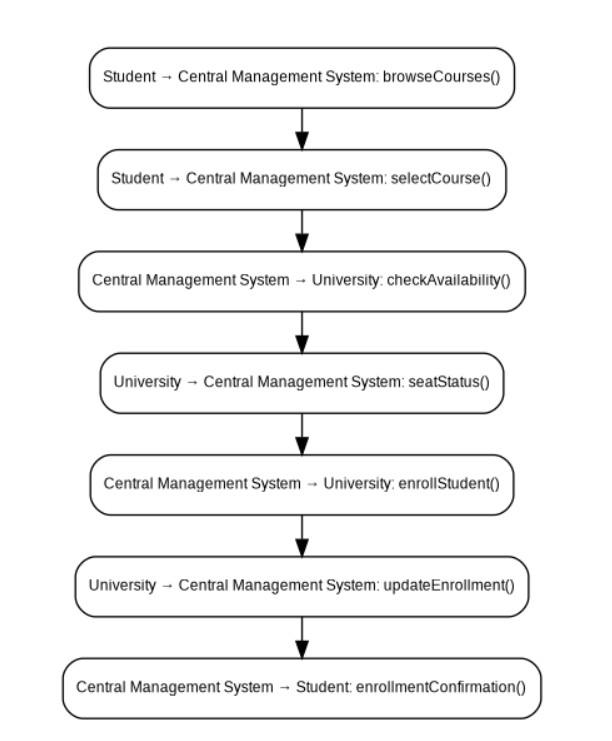 Student → Central Management System: browseCourses()
Student → Central Management System: selectCourse()
Central Management System → University: checkAvailability()
University → Central Management System: seatStatus()
Central Management System → University: enrollStudent()
University → Central Management System: updateEnrollment()
Central Management System → Student: enrollmentConfirmation()